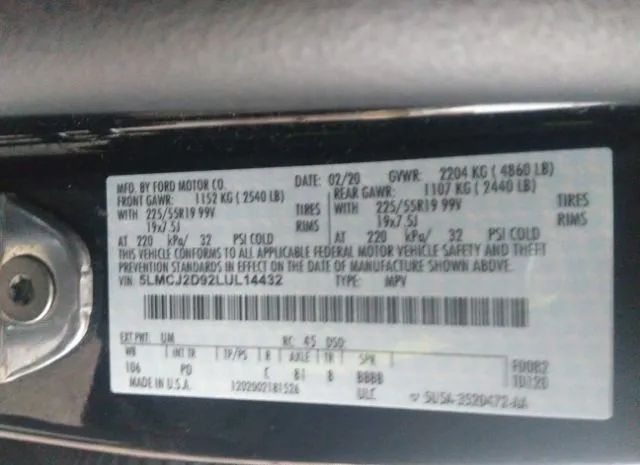 MFD. BY FORD MOTOR CO. DATE: 02/20 GVWR: 2204 KG ( 4860 LB)
FRONT GAWR: 1152 KG ( 2540 LB) REAR GAWR: 1107 KG ( 2440 LB)
WITH 225/55R19 99V TIRES WITH 225/55R19 99V TIRES
19x7.5J RIMS 19x7.5J RIMS
AT 220 kPa/ 32 PSI COLD AT 220 kPa/ 32 PSI COLD
THIS VEHICLE CONFORMS TO ALL APPLICABLE FEDERAL MOTOR VEHICLE SAFETY AND THEFT
PREVENTION STANDARDS IN EFFECT ON THE DATE OF MANUFACTURE SHOWN ABOVE.
VIN: 5LMCJ2D92LUL14432 TYPE: MPV
EXT PNT: UM RC: 45 DSO:
WB INT TR TP/PS R AXLE TR SPR
106 PD C B1 8 BBBB F0082
1D120
MADE IN U.S.A. 1202002181526 ULC